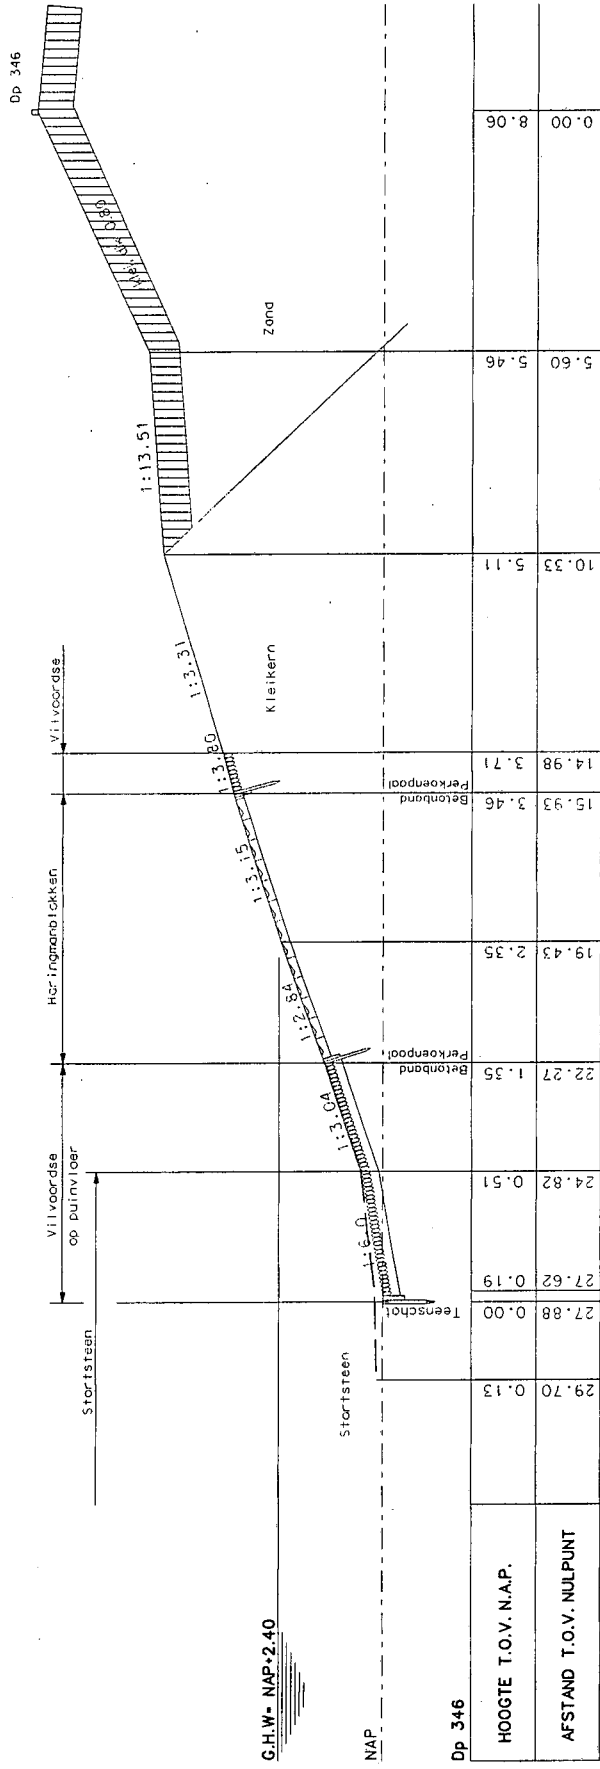 Dp 346
1:13.51
Zand
Vilvoordse
1:3.31
Kleikern
1:3.80
Haringmanblokken
1:3.15
Betonband
Perkoenpaal
1:2.84
Betonband
Perkoenpaal
Vilvoordse
op puinvloer
1:3.04
1:6.0
Teenschot
Stortsteen
Stortsteen
G.H.W= NAP+2.40
NAP
Dp 346
HOOGTE T.O.V. N.A.P.
0.13
0.00
0.19
0.51
1.35
2.35
3.46
3.71
5.11
5.46
8.06
AFSTAND T.O.V. NULPUNT
29.70
27.88
27.62
24.82
22.27
19.43
15.93
14.98
10.33
5.60
0.00